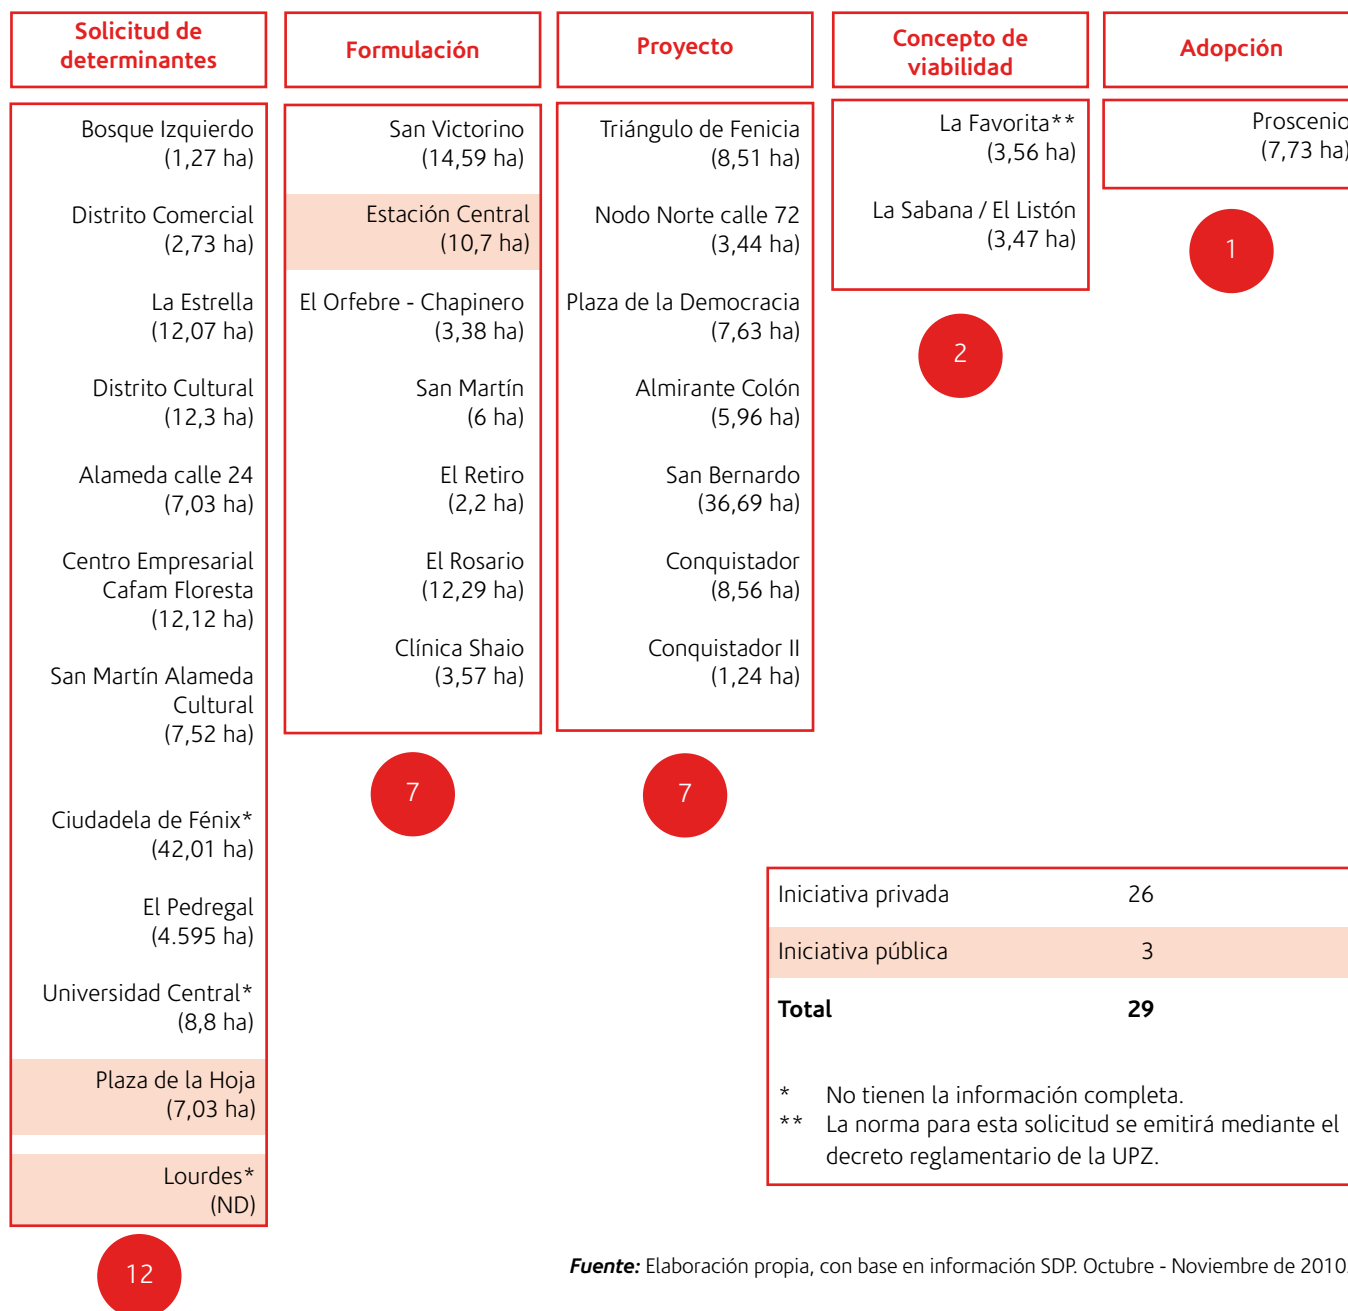 Solicitud de
determinantes
Bosque Izquierdo
(1,27 ha)
Distrito Comercial
(2,73 ha)
La Estrella
(12,07 ha)
Distrito Cultural
(12,3 ha)
Alameda calle 24
(7,03 ha)
Centro Empresarial
Cafam Floresta
(12,12 ha)
San Martín Alameda
Cultural
(7,52 ha)
Ciudadela de Fénix*
(42,01 ha)
El Pedregal
(4.595 ha)
Universidad Central*
(8,8 ha)
Plaza de la Hoja
(7,03 ha)
Lourdes*
(ND)
12
Formulación
San Victorino
(14,59 ha)
Estación Central
(10,7 ha)
El Orfebre - Chapinero
(3,38 ha)
San Martín
(6 ha)
El Retiro
(2,2 ha)
El Rosario
(12,29 ha)
Clínica Shaio
(3,57 ha)
7
Proyecto
Triángulo de Fenicia
(8,51 ha)
Nodo Norte calle 72
(3,44 ha)
Plaza de la Democracia
(7,63 ha)
Almirante Colón
(5,96 ha)
San Bernardo
(36,69 ha)
Conquistador
(8,56 ha)
Conquistador II
(1,24 ha)
7
Concepto de
viabilidad
La Favorita**
(3,56 ha)
La Sabana / El Listón
(3,47 ha)
2
Adopción
Proscenio
(7,73 ha)
1
Iniciativa privada 26
Iniciativa pública 3
Total 29
* No tienen la información completa.
** La norma para esta solicitud se emitirá mediante el
decreto reglamentario de la UPZ.
Fuente: Elaboración propia, con base en información SDP. Octubre - Noviembre de 2010.